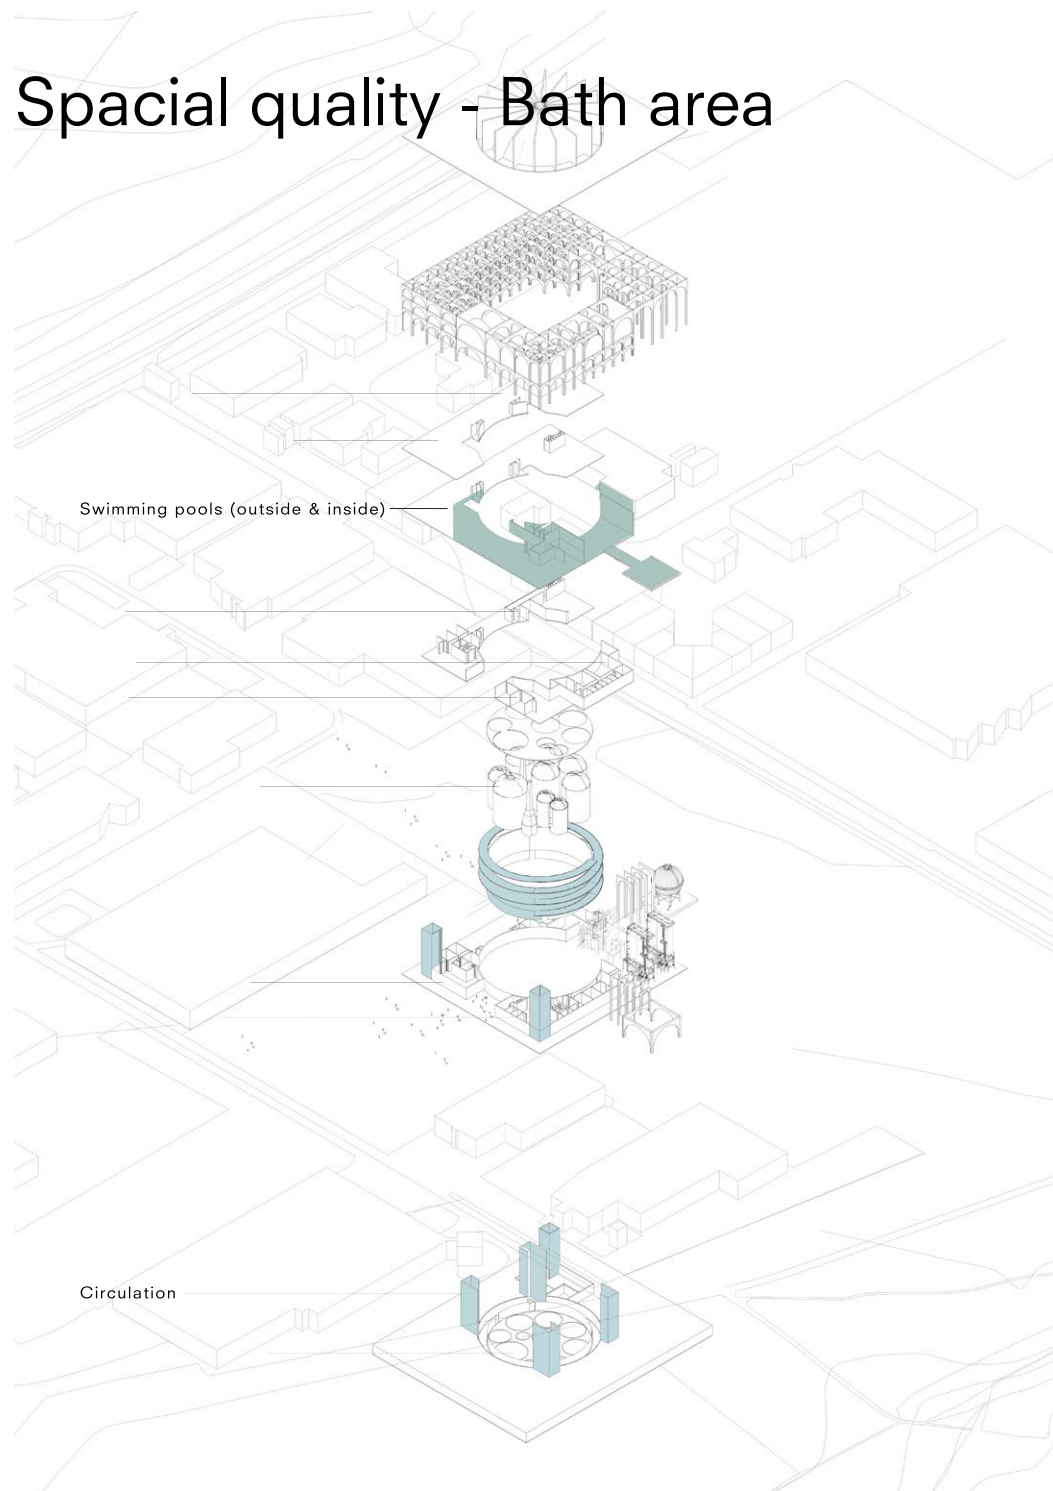 Spacial quality - Bath area
Swimming pools (outside & inside)
Circulation